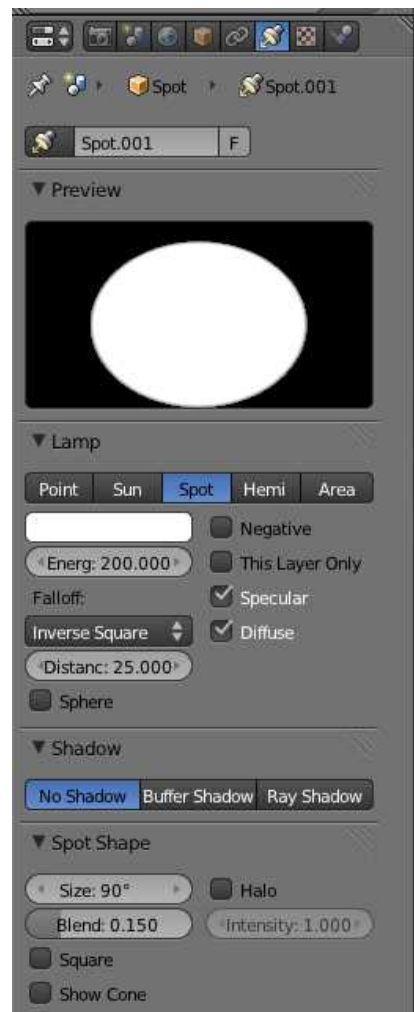 Spot Spot.001
Spot.001 F
Preview
Lamp
Point Sun Spot Hemi Area
Negative
Energ: 200.000 This Layer Only
Falloff: Specular
Inverse Square Diffuse
Distanc: 25.000
Sphere
Shadow
No Shadow Buffer Shadow Ray Shadow
Spot Shape
Size: 90° Halo
Blend: 0.150 Intensity: 1.000
Square
Show Cone